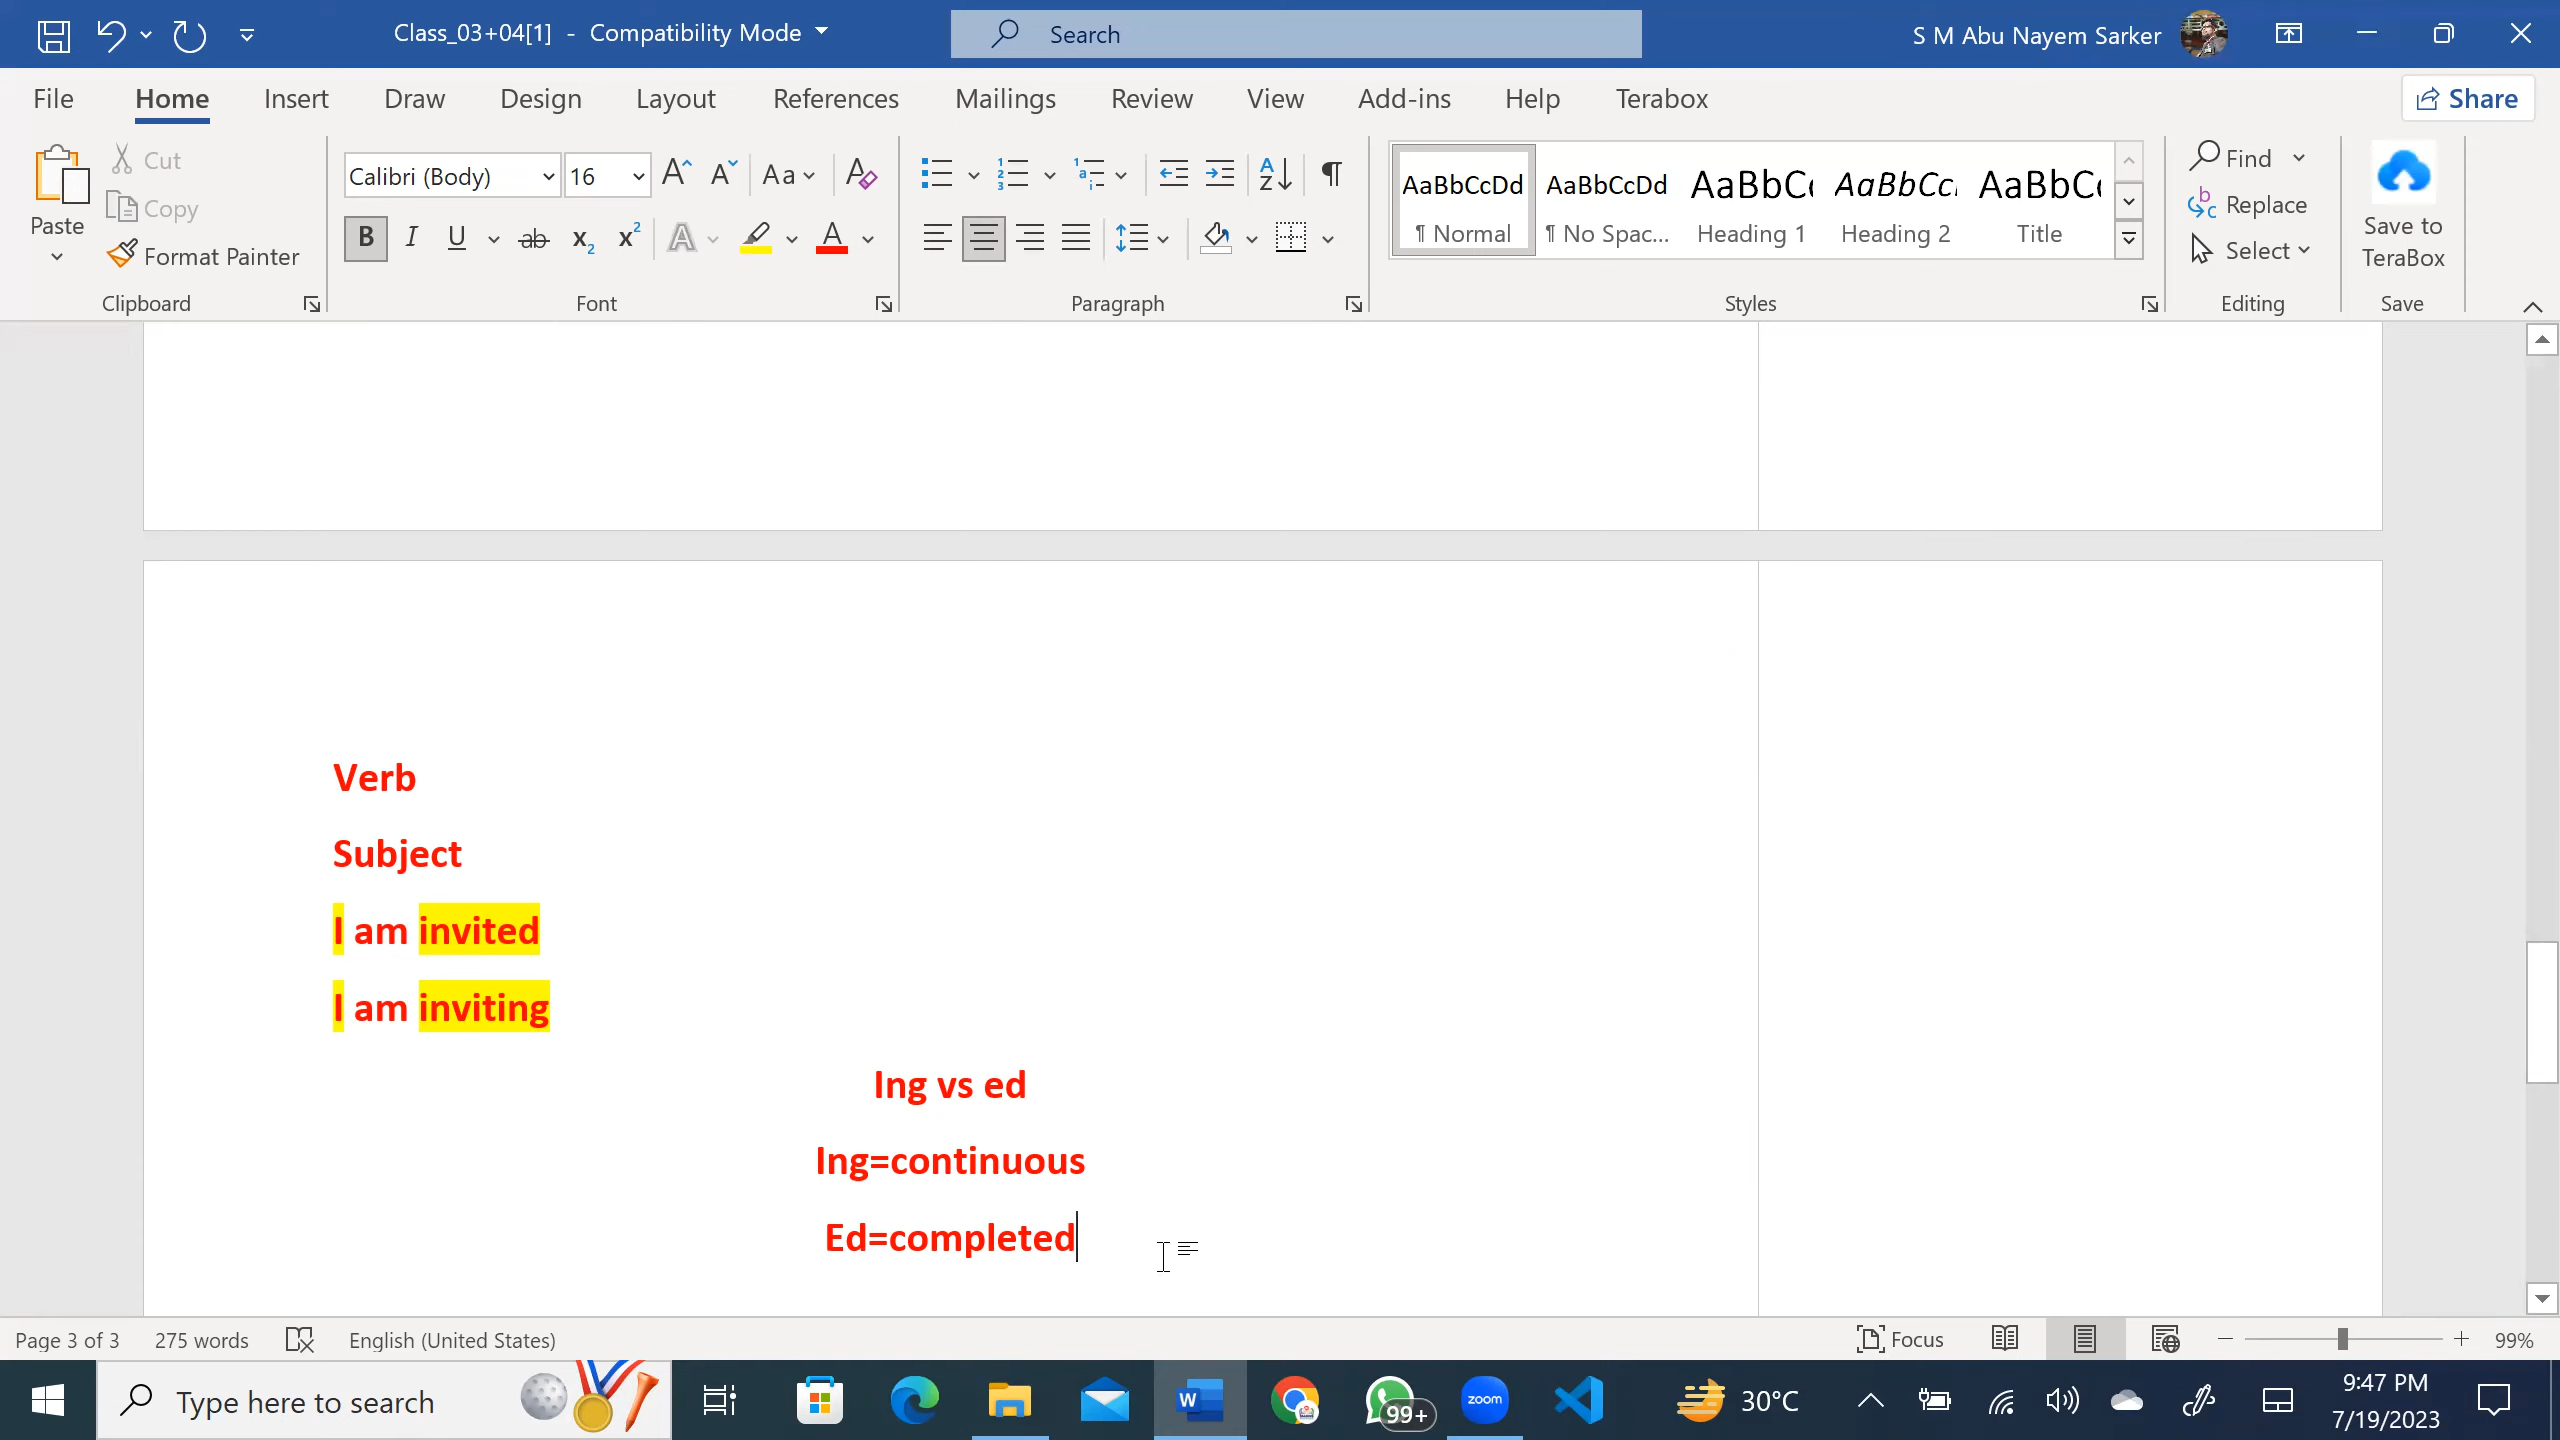 Class_03+04[1] - Compatibility Mode
Search
S M Abu Nayem Sarker
File Home Insert Draw Design Layout References Mailings Review View Add-ins Help Terabox Share
Paste
Cut
Copy
Format Painter
Clipboard
Calibri (Body) 16
Font
Paragraph
AaBbCcDd AaBbCcDd AaBbC AaBbCc AaBbC
¶ Normal ¶ No Spac... Heading 1 Heading 2 Title
Styles
Find
Replace
Select
Editing
Save to
TeraBox
Save
Verb
Subject
I am invited
I am inviting
Ing vs ed
Ing=continuous
Ed=completed
Page 3 of 3 275 words English (United States) Focus 99%
Type here to search
99+
zoom
30°C
9:47 PM
7/19/2023